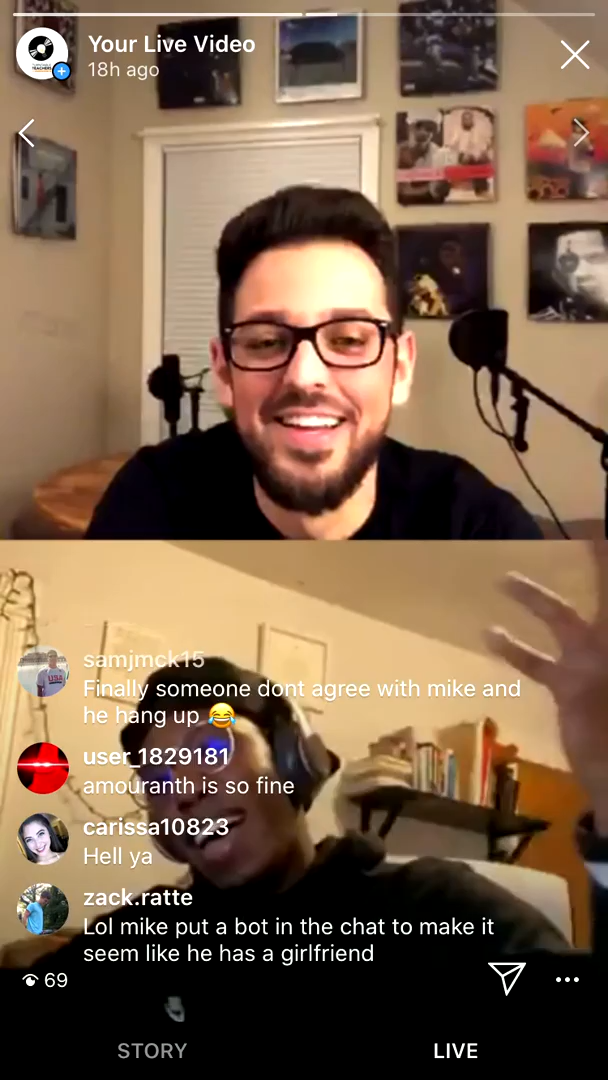 Your Live Video
18h ago
TEACHERS
samjmck15
Finally someone dont agree with mike and
he hang up 😂
USA
user_1829181
amouranth is so fine
carissa10823
Hell ya
zack.ratte
Lol mike put a bot in the chat to make it
seem like he has a girlfriend
69
STORY
LIVE